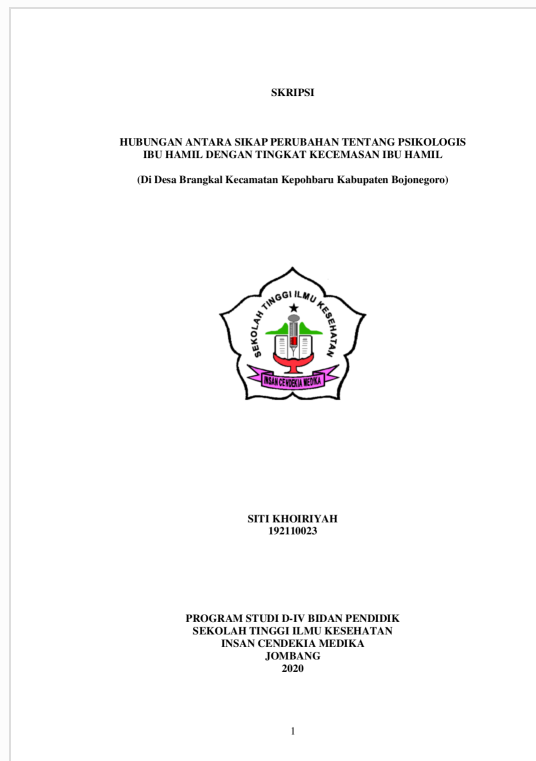 SKRIPSI
HUBUNGAN ANTARA SIKAP PERUBAHAN TENTANG PSIKOLOGIS
IBU HAMIL DENGAN TINGKAT KECEMASAN IBU HAMIL
(Di Desa Brangkal Kecamatan Kepohbaru Kabupaten Bojonegoro)
SEKOLAH TINGGI ILMU KESEHATAN
INSAN CENDEKIA MEDIKA
SITI KHOIRIYAH
192110023
PROGRAM STUDI D-IV BIDAN PENDIDIK
SEKOLAH TINGGI ILMU KESEHATAN
INSAN CENDEKIA MEDIKA
JOMBANG
2020
1